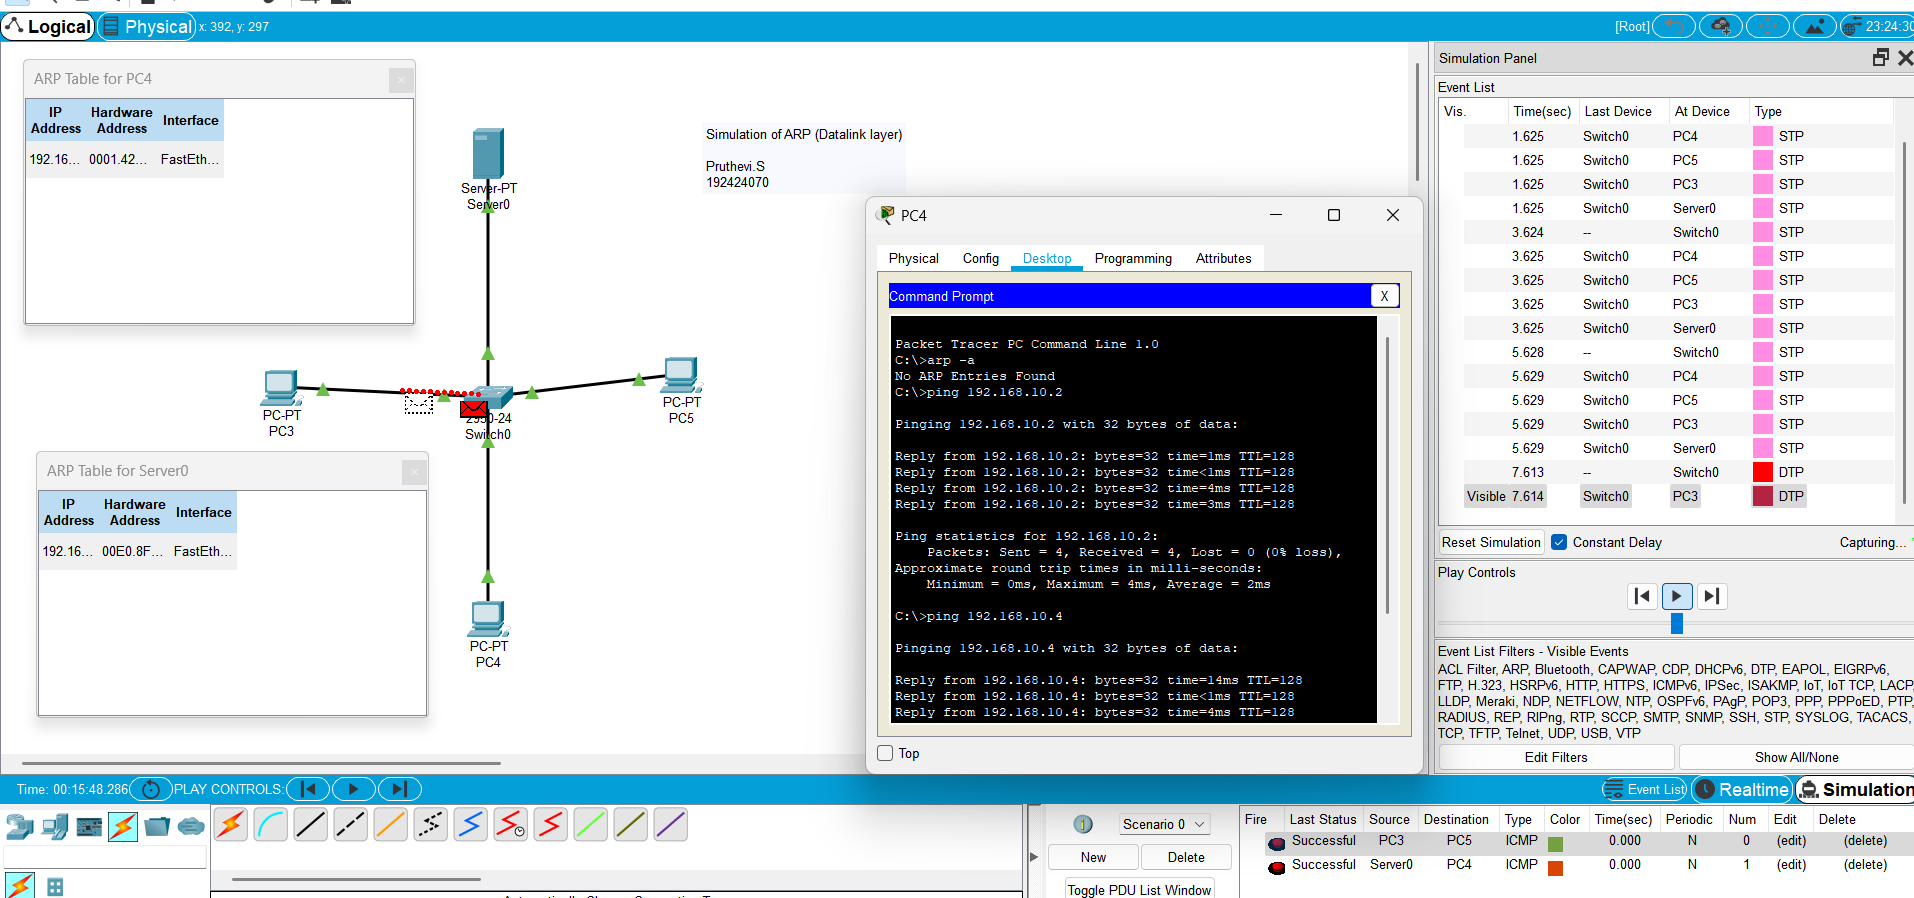 Logical
Physical
x: 392, y: 297
[Root]
23:24:30
ARP Table for PC4
IP Address
Hardware Address
Interface
192.16...
0001.42...
FastEth...
Server-PT
Server0
Simulation of ARP (Datalink layer)
Pruthevi.S
192424070
PC-PT
PC3
2950-24
Switch0
PC-PT
PC5
ARP Table for Server0
IP Address
Hardware Address
Interface
192.16...
00E0.8F...
FastEth...
PC-PT
PC4
PC4
Physical
Config
Desktop
Programming
Attributes
Command Prompt
X
Packet Tracer PC Command Line 1.0
C:\>arp -a
No ARP Entries Found
C:\>ping 192.168.10.2
Pinging 192.168.10.2 with 32 bytes of data:
Reply from 192.168.10.2: bytes=32 time=1ms TTL=128
Reply from 192.168.10.2: bytes=32 time<1ms TTL=128
Reply from 192.168.10.2: bytes=32 time=4ms TTL=128
Reply from 192.168.10.2: bytes=32 time=3ms TTL=128
Ping statistics for 192.168.10.2:
Packets: Sent = 4, Received = 4, Lost = 0 (0% loss),
Approximate round trip times in milli-seconds:
Minimum = 0ms, Maximum = 4ms, Average = 2ms
C:\>ping 192.168.10.4
Pinging 192.168.10.4 with 32 bytes of data:
Reply from 192.168.10.4: bytes=32 time=14ms TTL=128
Reply from 192.168.10.4: bytes=32 time<1ms TTL=128
Reply from 192.168.10.4: bytes=32 time=4ms TTL=128
Top
Simulation Panel
Event List
Vis. Time(sec) Last Device At Device Type
1.625 Switch0 PC4 STP
1.625 Switch0 PC5 STP
1.625 Switch0 PC3 STP
1.625 Switch0 Server0 STP
3.624 -- Switch0 STP
3.625 Switch0 PC4 STP
3.625 Switch0 PC5 STP
3.625 Switch0 PC3 STP
3.625 Switch0 Server0 STP
5.628 -- Switch0 STP
5.629 Switch0 PC4 STP
5.629 Switch0 PC5 STP
5.629 Switch0 PC3 STP
5.629 Switch0 Server0 STP
7.613 -- Switch0 DTP
Visible 7.614 Switch0 PC3 DTP
Reset Simulation
Constant Delay
Capturing...
Play Controls
Event List Filters - Visible Events
ACL Filter, ARP, Bluetooth, CAPWAP, CDP, DHCPv6, DTP, EAPOL, EIGRPv6,
FTP, H.323, HSRPv6, HTTP, HTTPS, ICMPv6, IPSec, ISAKMP, IoT, IoT TCP, LACP,
LLDP, Meraki, NDP, NETFLOW, NTP, OSPFv6, PAgP, POP3, PPP, PPPoED, PTP,
RADIUS, REP, RIPng, RTP, SCCP, SMTP, SNMP, SSH, STP, SYSLOG, TACACS,
TCP, TFTP, Telnet, UDP, USB, VTP
Edit Filters
Show All/None
Time: 00:15:48.286
PLAY CONTROLS:
Event List
Realtime
Simulation
Scenario 0
New
Delete
Toggle PDU List Window
Fire Last Status Source Destination Type Color Time(sec) Periodic Num Edit Delete
Successful PC3 PC5 ICMP 0.000 N 0 (edit) (delete)
Successful Server0 PC4 ICMP 0.000 N 1 (edit) (delete)